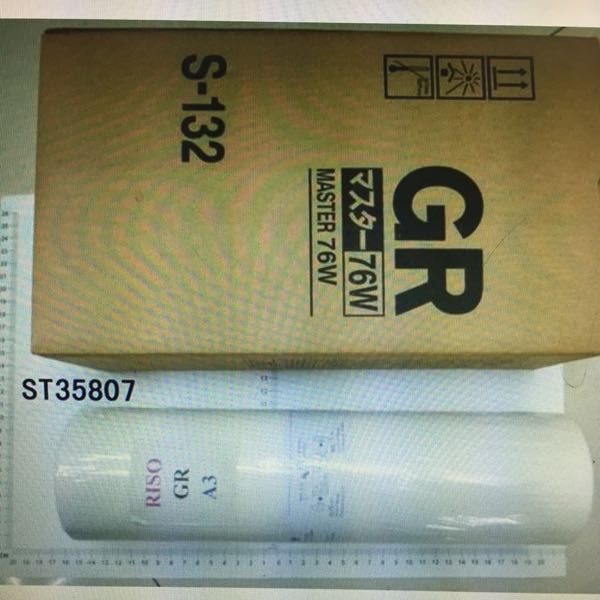 S-132
GR
マスター76W
MASTER 76W
ST35807
RISO
GR
A3